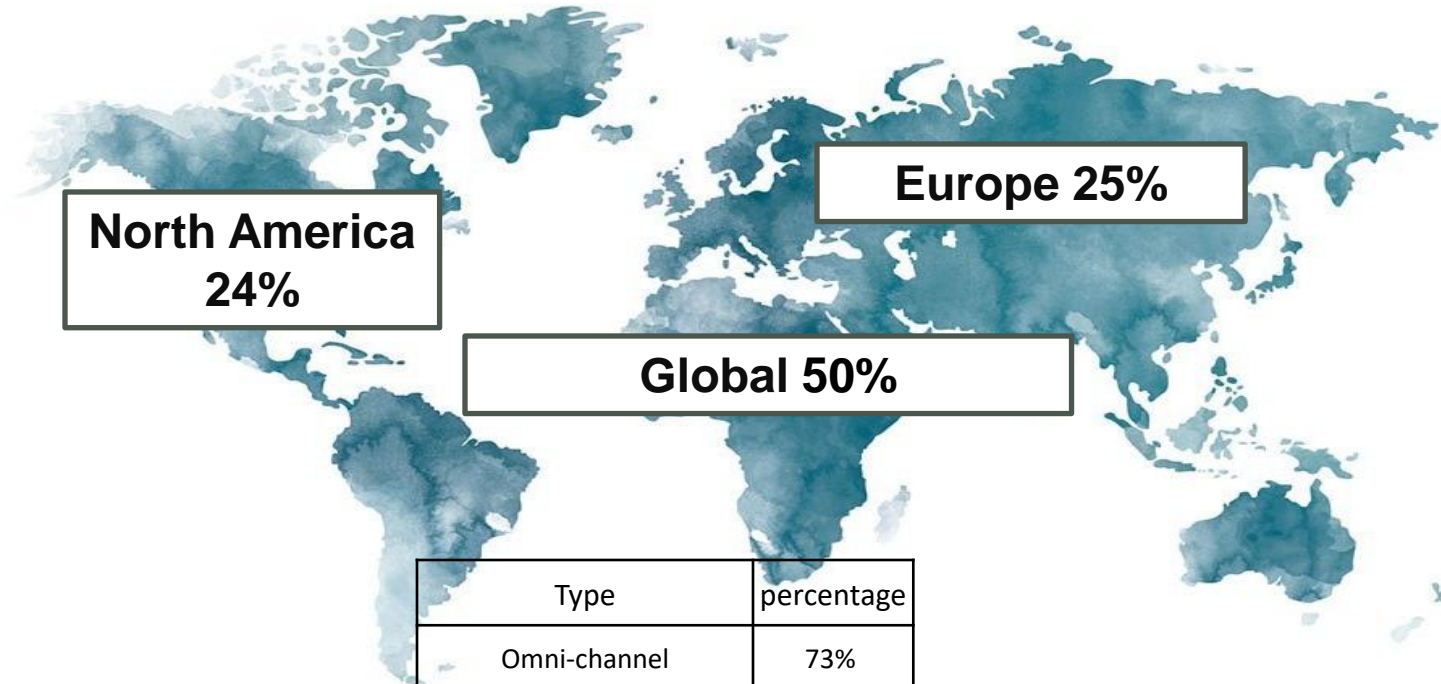 Europe 25%
North America
24%
Global 50%
Type percentage
Omni-channel 73%